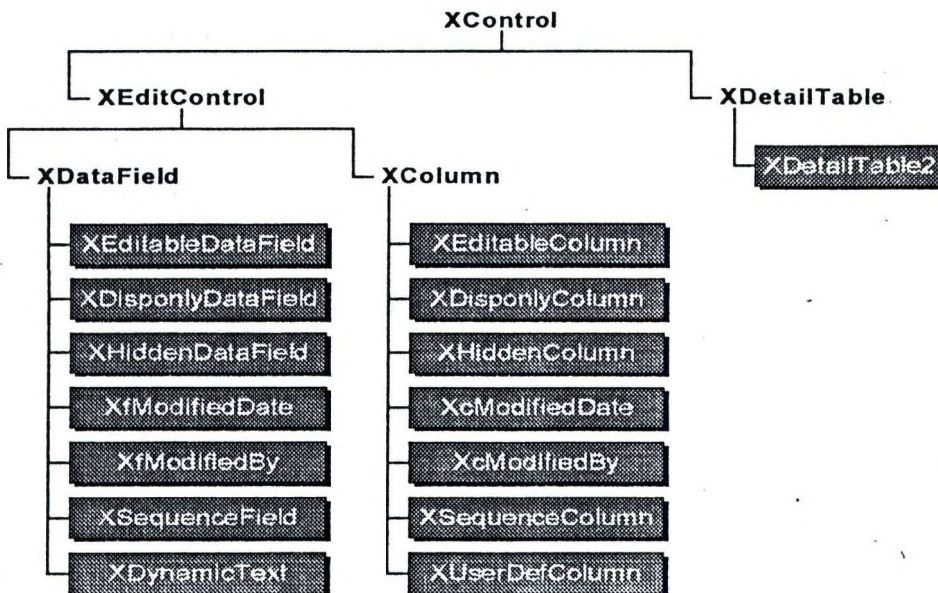 XControl
XEditControl
XDetailTable
XDetailTable2
XDataField
XColumn
XEditableDataField
XEditableColumn
XDisponlyDataField
XDisponlyColumn
XHiddenDataField
XHiddenColumn
XfModifiedDate
XcModifiedDate
XfModifiedBy
XcModifiedBy
XSequenceField
XSequenceColumn
XDynamicText
XUserDefColumn